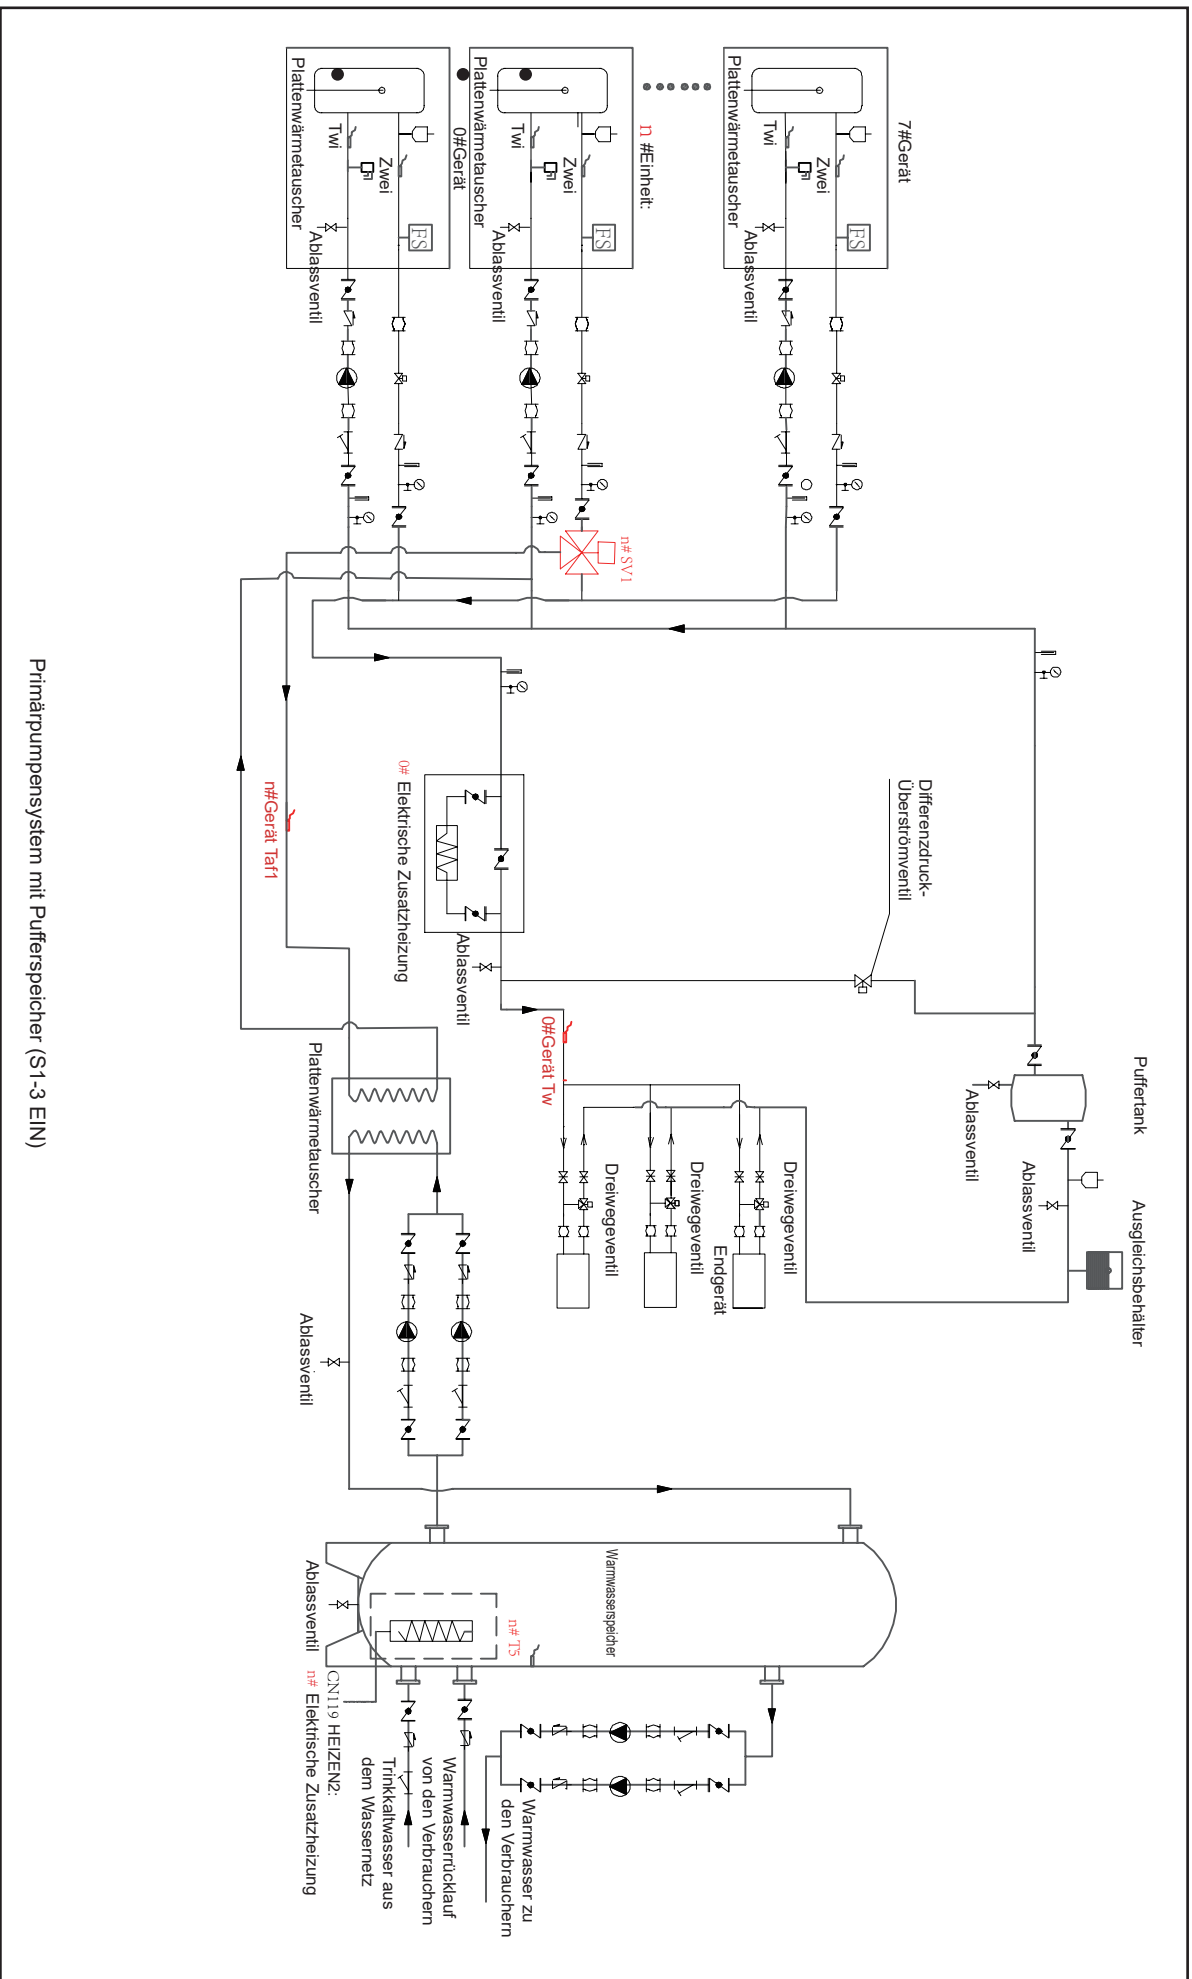 7#Gerät
Plattenwärmetauscher
Twi
Zwei
FS
Ablassventil
n #Einheit:
Plattenwärmetauscher
Twi
Zwei
FS
Ablassventil
0#Gerät
Plattenwärmetauscher
Twi
Zwei
FS
Ablassventil
n# SV1
Differenzdruck-
Überströmventil
0# Elektrische Zusatzheizung
Ablassventil
0#Gerät Tw
n#Gerät Taf1
Puffertank
Ablassventil
Ablassventil
Ausgleichsbehälter
Dreiwegeventil
Dreiwegeventil
Dreiwegeventil
Endgerät
Plattenwärmetauscher
Ablassventil
Warmwasserspeicher
n# T5
Ablassventil
CN119 HEIZEN2:
n# Elektrische Zusatzheizung
Warmwasser zu
den Verbrauchern
Warmwasserrücklauf
von den Verbrauchern
Trinkkaltwasser aus
dem Wassernetz
Primärpumpensystem mit Pufferspeicher (S1-3 EIN)